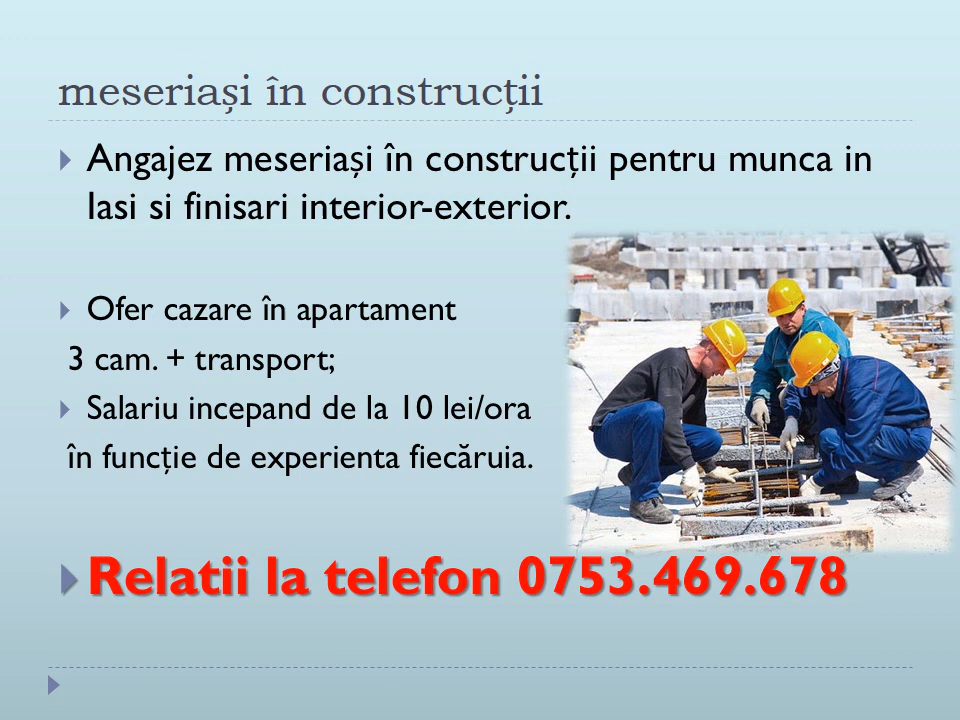 meseriași în construcții
Angajez meseriași în construcții pentru munca in
Iasi si finisari interior-exterior.
Ofer cazare în apartament
3 cam. + transport;
Salariu incepand de la 10 lei/ora
în funcție de experienta fiecăruia.
Relatii la telefon 0753.469.678